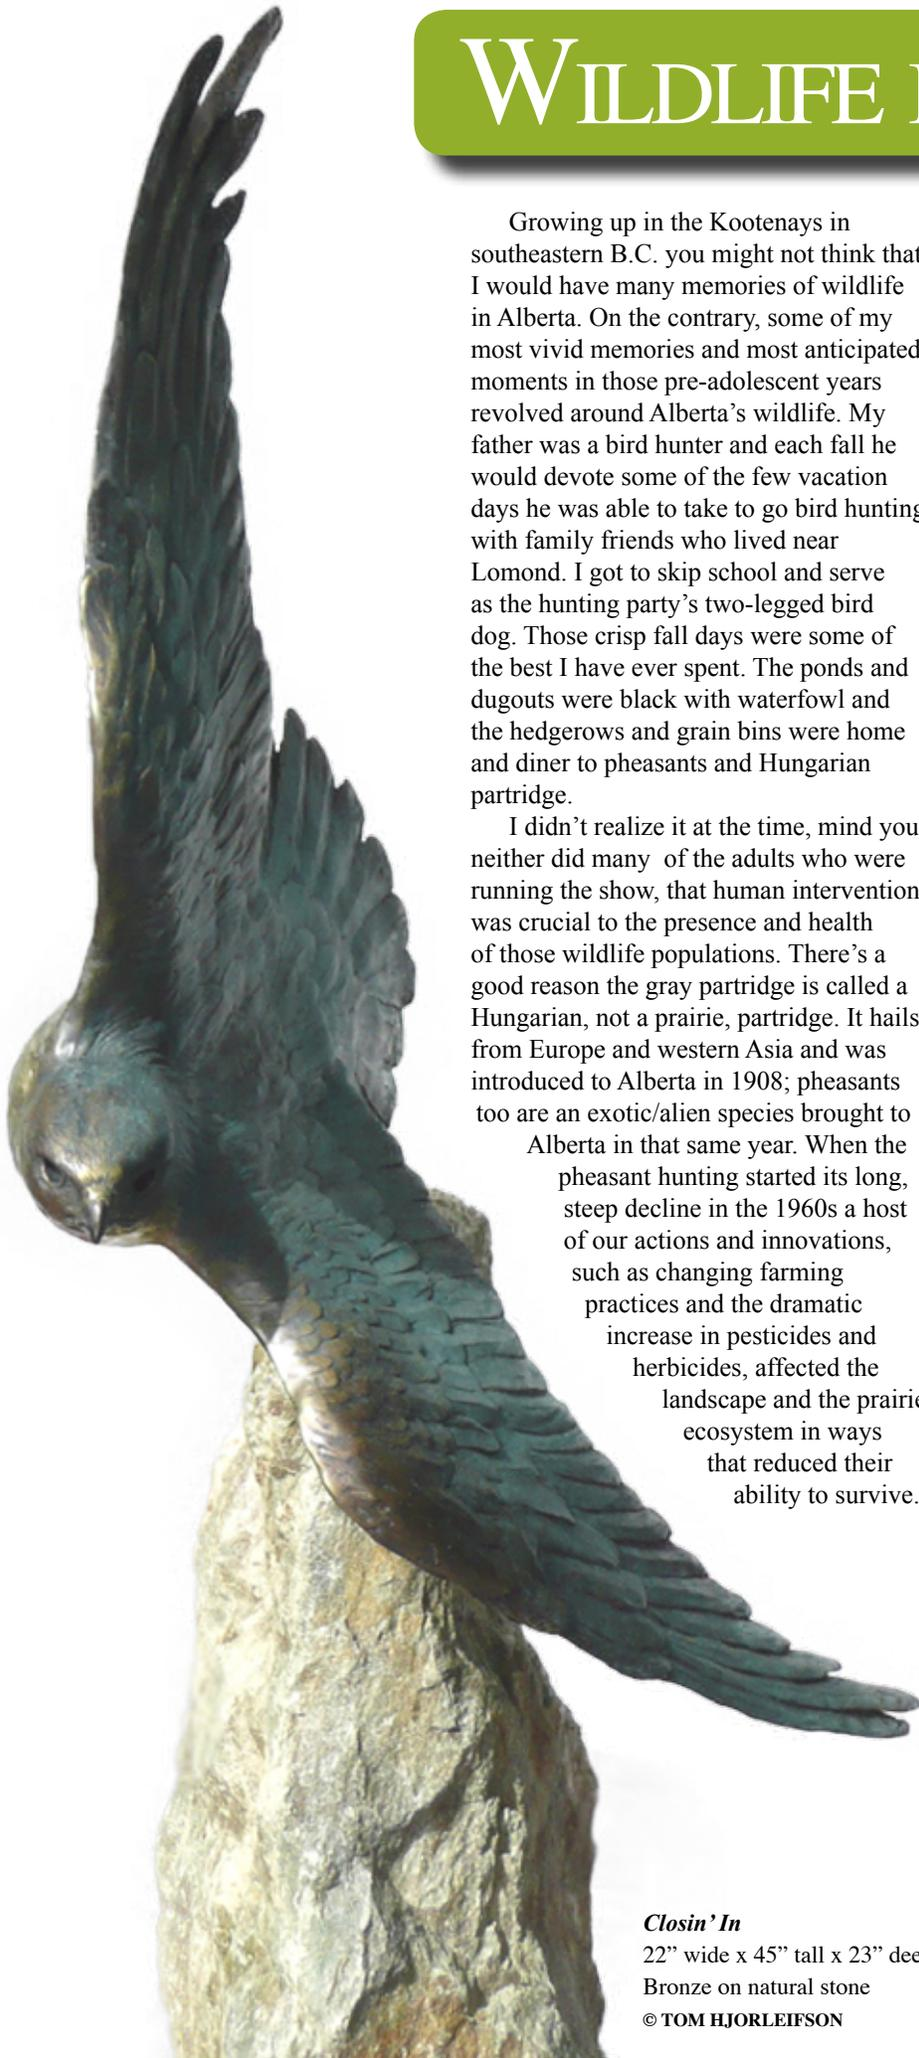 WILDLIFE
Growing up in the Kootenays in
southeastern B.C. you might not think that
I would have many memories of wildlife
in Alberta. On the contrary, some of my
most vivid memories and most anticipated
moments in those pre-adolescent years
revolved around Alberta’s wildlife. My
father was a bird hunter and each fall he
would devote some of the few vacation
days he was able to take to go bird hunting
with family friends who lived near
Lomond. I got to skip school and serve
as the hunting party’s two-legged bird
dog. Those crisp fall days were some of
the best I have ever spent. The ponds and
dugouts were black with waterfowl and
the hedgerows and grain bins were home
and diner to pheasants and Hungarian
partridge.
I didn’t realize it at the time, mind you
neither did many of the adults who were
running the show, that human intervention
was crucial to the presence and health
of those wildlife populations. There’s a
good reason the gray partridge is called a
Hungarian, not a prairie, partridge. It hails
from Europe and western Asia and was
introduced to Alberta in 1908; pheasants
too are an exotic/alien species brought to
Alberta in that same year. When the
pheasant hunting started its long,
steep decline in the 1960s a host
of our actions and innovations,
such as changing farming
practices and the dramatic
increase in pesticides and
herbicides, affected the
landscape and the prairie
ecosystem in ways
that reduced their
ability to survive.
Closin’ In
22” wide x 45” tall x 23”
Bronze on natural stone
© TOM HJORLEIFSON